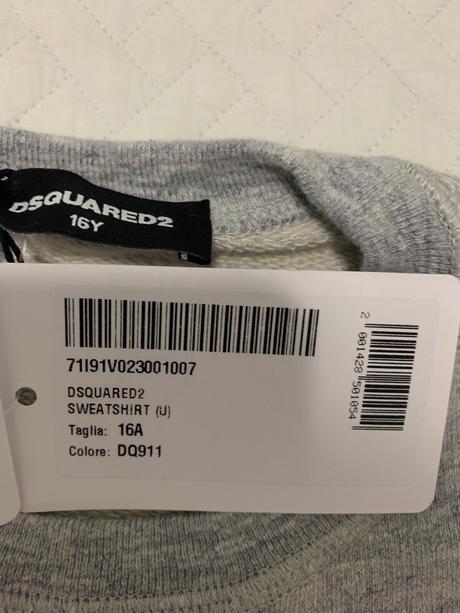 DSQUARED2
16Y
71I91V023001007
DSQUARED2
SWEATSHIRT (U)
Taglia: 16A
Colore: DQ911
2 001428 501054